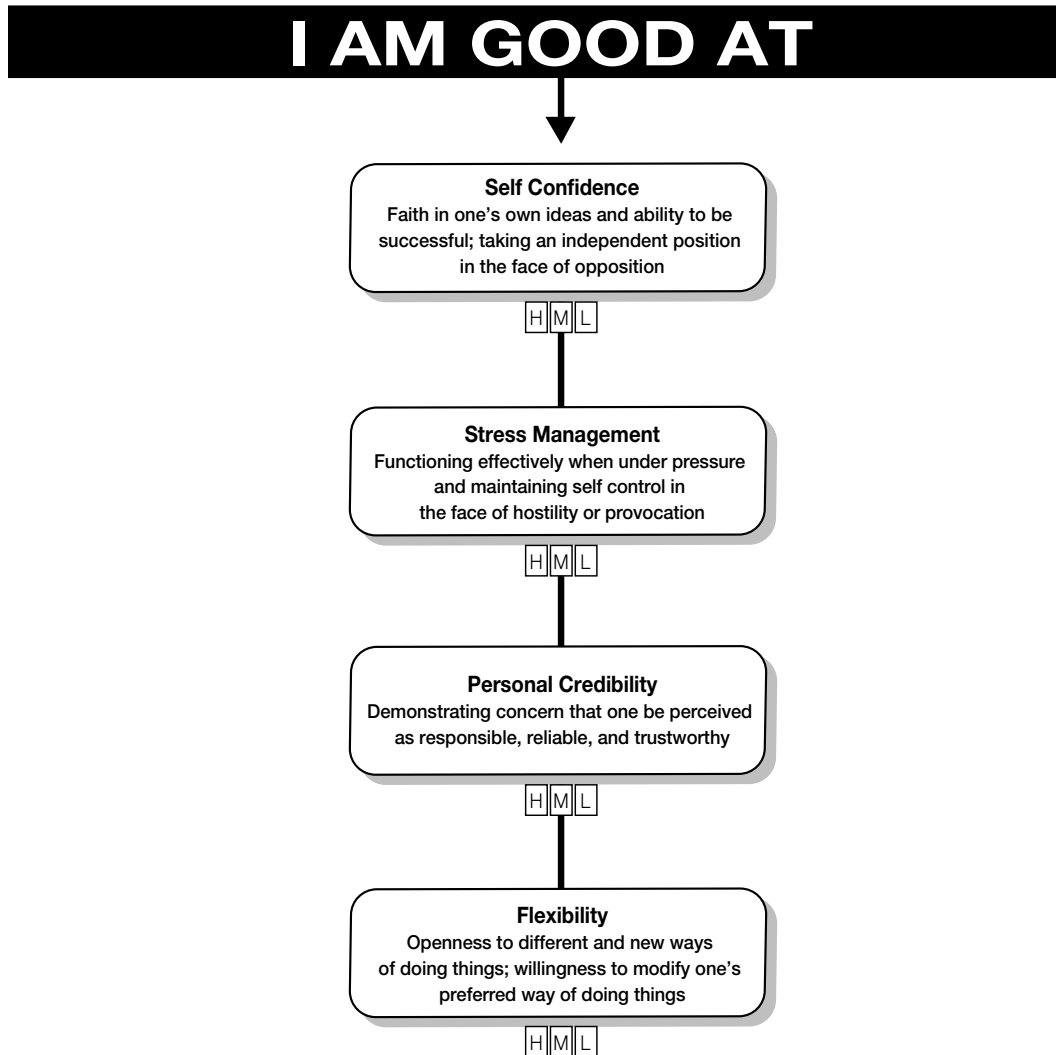 I AM GOOD AT
Self Confidence
Faith in one's own ideas and ability to be
successful; taking an independent position
in the face of opposition
H M L
Stress Management
Functioning effectively when under pressure
and maintaining self control in
the face of hostility or provocation
H M L
Personal Credibility
Demonstrating concern that one be perceived
as responsible, reliable, and trustworthy
H M L
Flexibility
Openness to different and new ways
of doing things; willingness to modify one's
preferred way of doing things
H M L